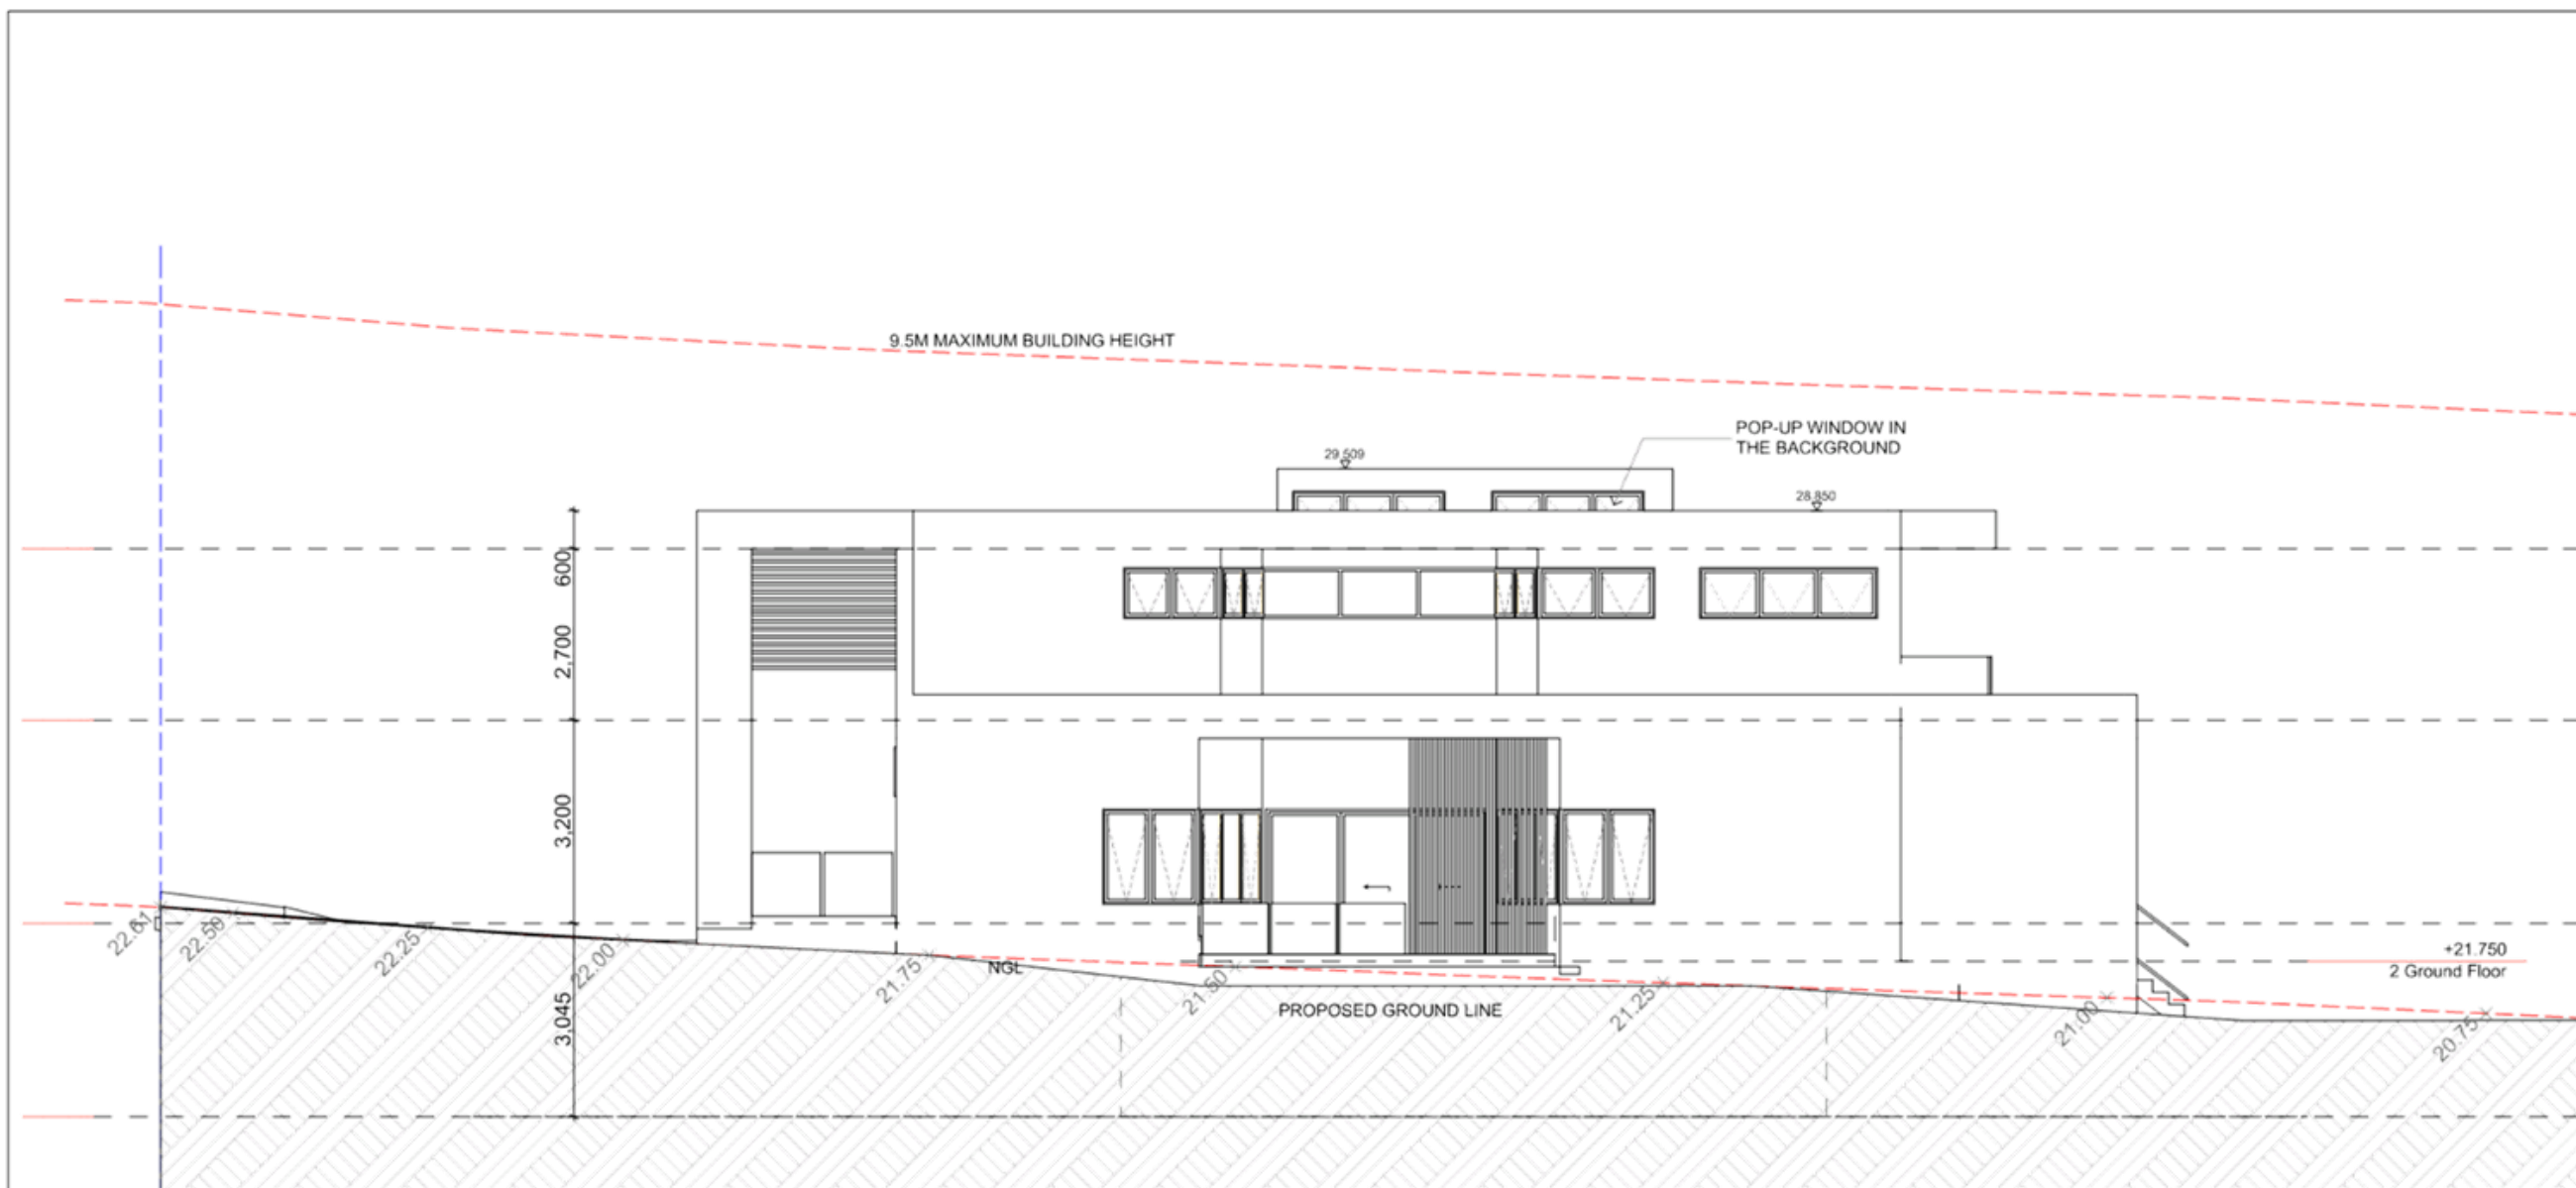 9.5M MAXIMUM BUILDING HEIGHT
POP-UP WINDOW IN
THE BACKGROUND
29.509
28.850
600
2,700
3,200
3,045
22.61
22.50
22.25
22.00
21.75
NGL
21.50
PROPOSED GROUND LINE
21.25
21.00
20.75
+21.750
2 Ground Floor